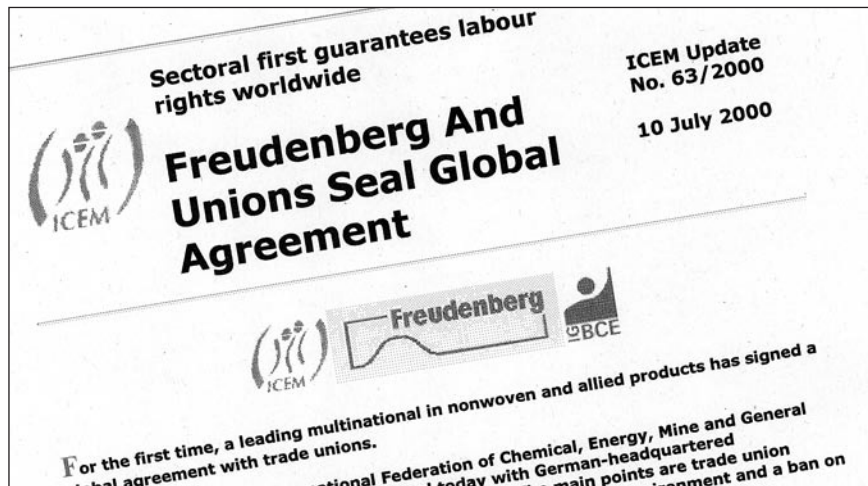 Sectoral first guarantees labour
rights worldwide
ICEM Update
No. 63/2000
10 July 2000
ICEM
Freudenberg And
Unions Seal Global
Agreement
ICEM
Freudenberg
IG BCE
For the first time, a leading multinational in nonwoven and allied products has signed a
agreement with trade unions.
Federation of Chemical, Energy, Mine and General
today with German-headquartered
main points are trade union
and a ban on